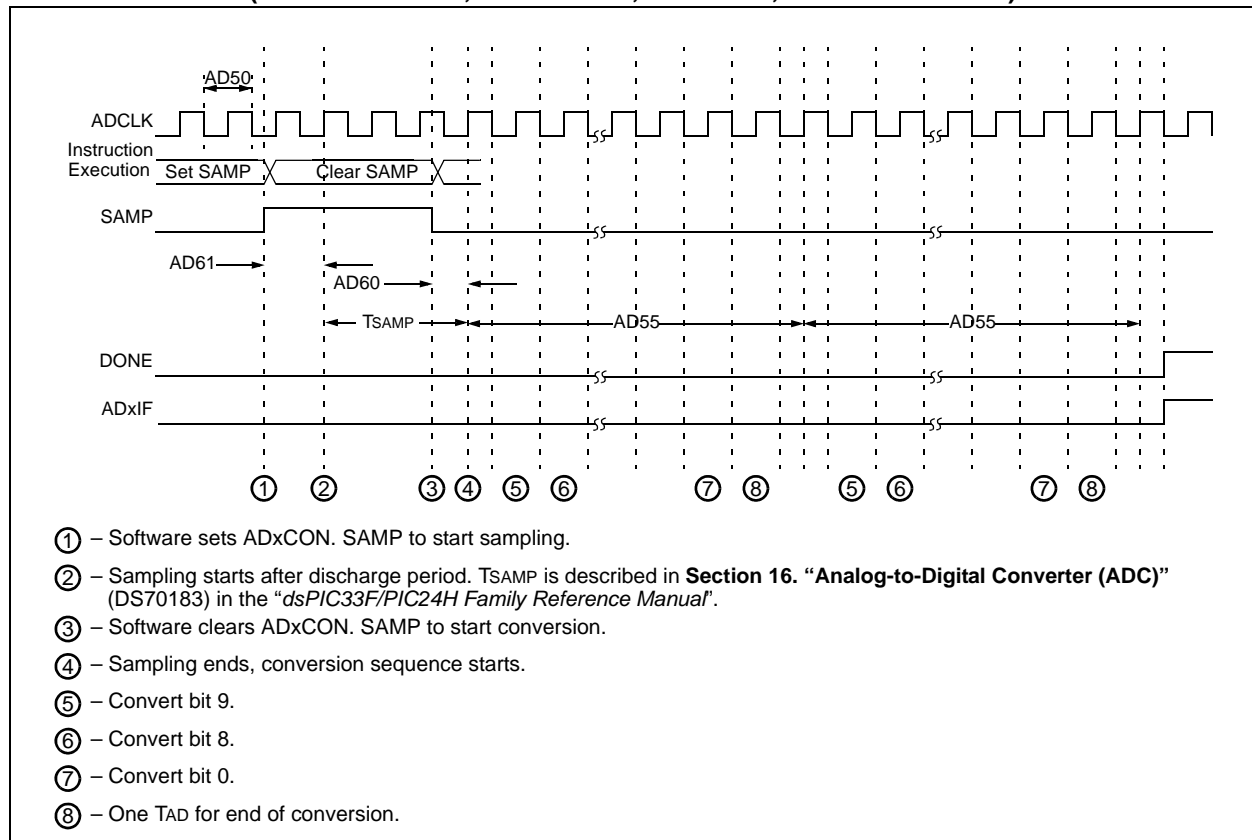 AD50
ADCLK
Instruction
Execution
Set SAMP
Clear SAMP
SAMP
AD61
AD60
TSAMP
AD55
AD55
DONE
ADxIF
1 2 3 4 5 6 7 8 5 6 7 8
1 – Software sets ADxCON. SAMP to start sampling.
2 – Sampling starts after discharge period. TSAMP is described in Section 16. “Analog-to-Digital Converter (ADC)”
(DS70183) in the “dsPIC33F/PIC24H Family Reference Manual”.
3 – Software clears ADxCON. SAMP to start conversion.
4 – Sampling ends, conversion sequence starts.
5 – Convert bit 9.
6 – Convert bit 8.
7 – Convert bit 0.
8 – One TAD for end of conversion.